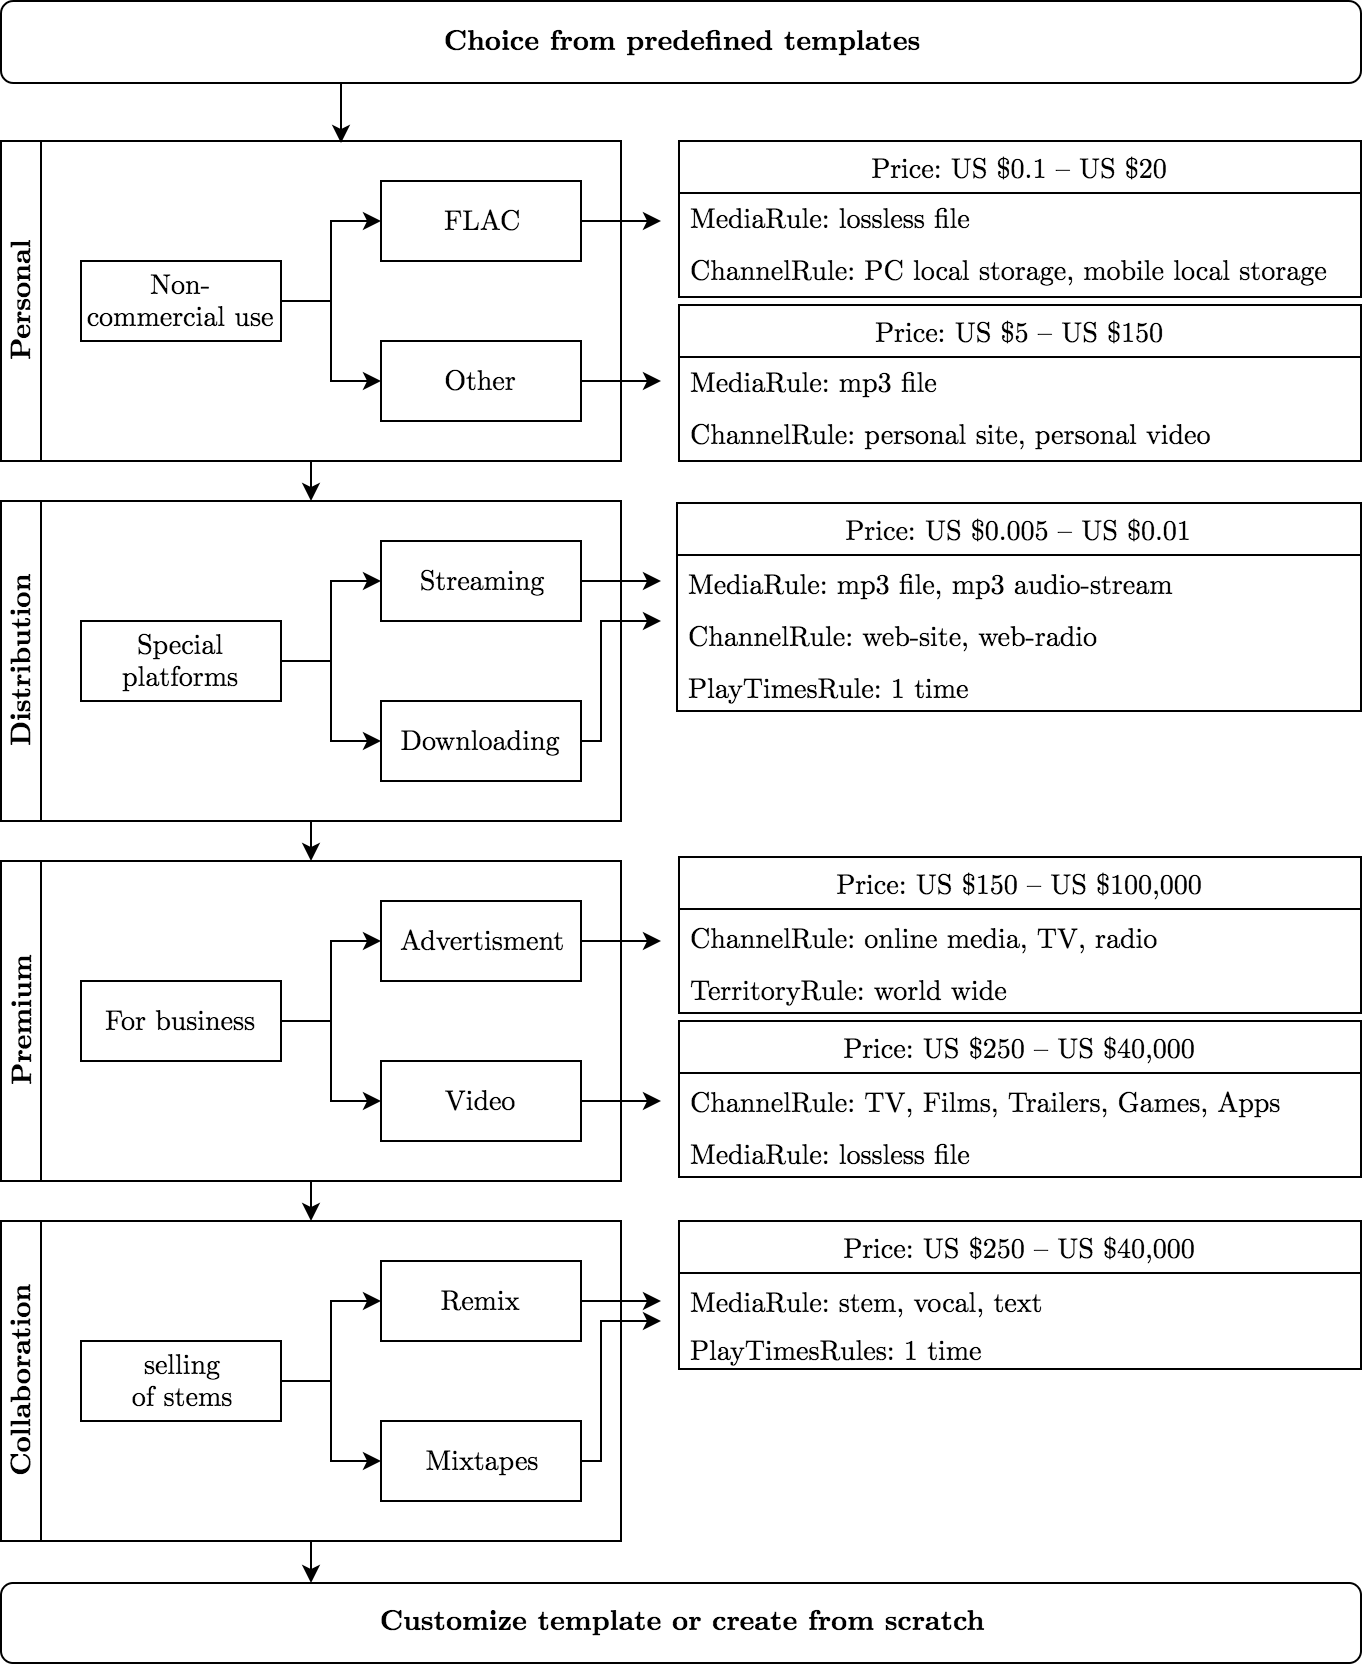 Choice from predefined templates
Personal
Non-
commercial use
FLAC
Other
Price: US $0.1 – US $20
MediaRule: lossless file
ChannelRule: PC local storage, mobile local storage
Price: US $5 – US $150
MediaRule: mp3 file
ChannelRule: personal site, personal video
Distribution
Special
platforms
Streaming
Downloading
Price: US $0.005 – US $0.01
MediaRule: mp3 file, mp3 audio-stream
ChannelRule: web-site, web-radio
PlayTimesRule: 1 time
Premium
For business
Advertisment
Video
Price: US $150 – US $100,000
ChannelRule: online media, TV, radio
TerritoryRule: world wide
Price: US $250 – US $40,000
ChannelRule: TV, Films, Trailers, Games, Apps
MediaRule: lossless file
Collaboration
selling
of stems
Remix
Mixtapes
Price: US $250 – US $40,000
MediaRule: stem, vocal, text
PlayTimesRules: 1 time
Customize template or create from scratch